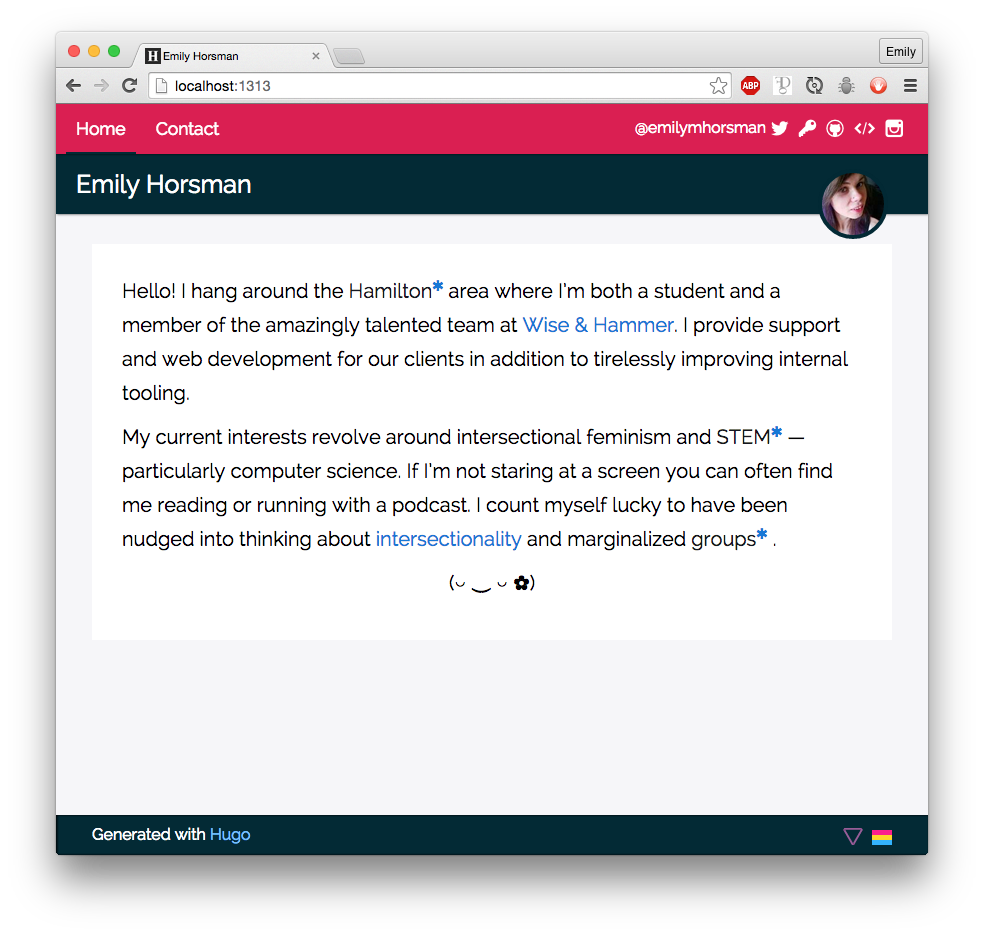 Emily Horsman
Emily
localhost:1313
ABP
Home Contact @emilymhorsman
Emily Horsman
Hello! I hang around the Hamilton* area where I'm both a student and a
member of the amazingly talented team at Wise & Hammer. I provide support
and web development for our clients in addition to tirelessly improving internal
tooling.
My current interests revolve around intersectional feminism and STEM* —
particularly computer science. If I'm not staring at a screen you can often find
me reading or running with a podcast. I count myself lucky to have been
nudged into thinking about intersectionality and marginalized groups* .
(◡ ‿ ◡ ✿)
Generated with Hugo